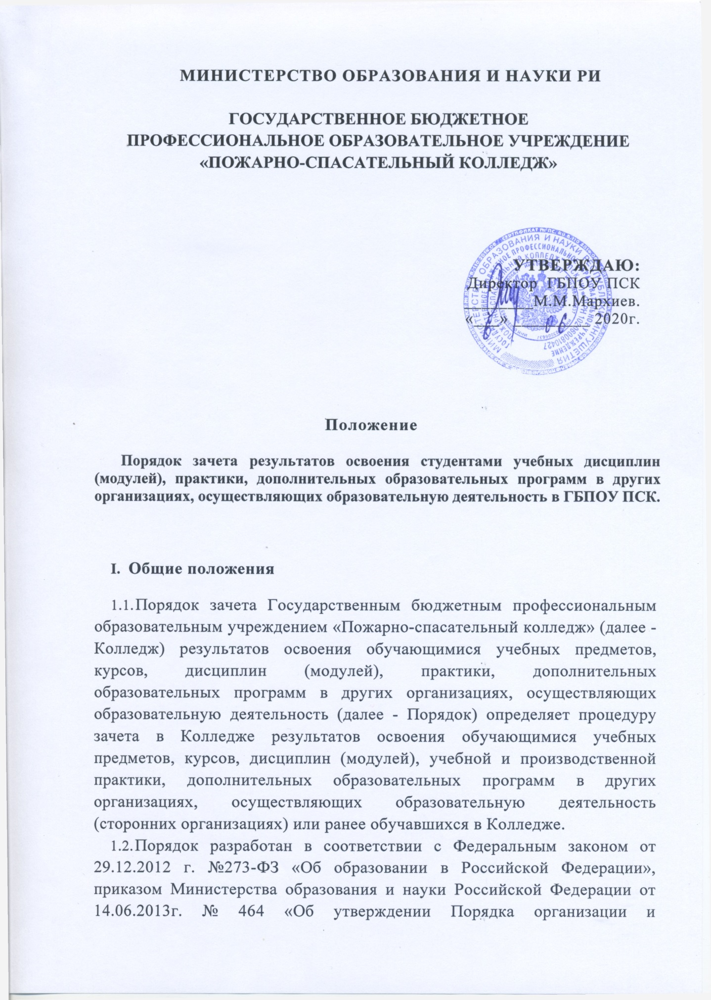 МИНИСТЕРСТВО ОБРАЗОВАНИЯ И НАУКИ РИ
ГОСУДАРСТВЕННОЕ БЮДЖЕТНОЕ
ПРОФЕССИОНАЛЬНОЕ ОБРАЗОВАТЕЛЬНОЕ УЧРЕЖДЕНИЕ
«ПОЖАРНО-СПАСАТЕЛЬНЫЙ КОЛЛЕДЖ»
УТВЕРЖДАЮ:
Директор ГБПОУ ПСК
________М.М.Мархиев.
«___» 06 2020г.
Положение
Порядок зачета результатов освоения студентами учебных дисциплин
(модулей), практики, дополнительных образовательных программ в других
организациях, осуществляющих образовательную деятельность в ГБПОУ ПСК.
I. Общие положения
1.1.Порядок зачета Государственным бюджетным профессиональным
образовательным учреждением «Пожарно-спасательный колледж» (далее -
Колледж) результатов освоения обучающимися учебных предметов,
курсов, дисциплин (модулей), практики, дополнительных
образовательных программ в других организациях, осуществляющих
образовательную деятельность (далее - Порядок) определяет процедуру
зачета в Колледже результатов освоения обучающимися учебных
предметов, курсов, дисциплин (модулей), учебной и производственной
практики, дополнительных образовательных программ в других
организациях, осуществляющих образовательную деятельность
(сторонних организациях) или ранее обучавшихся в Колледже.
1.2.Порядок разработан в соответствии с Федеральным законом от
29.12.2012 г. №273-ФЗ «Об образовании в Российской Федерации»,
приказом Министерства образования и науки Российской Федерации от
14.06.2013г. № 464 «Об утверждении Порядка организации и